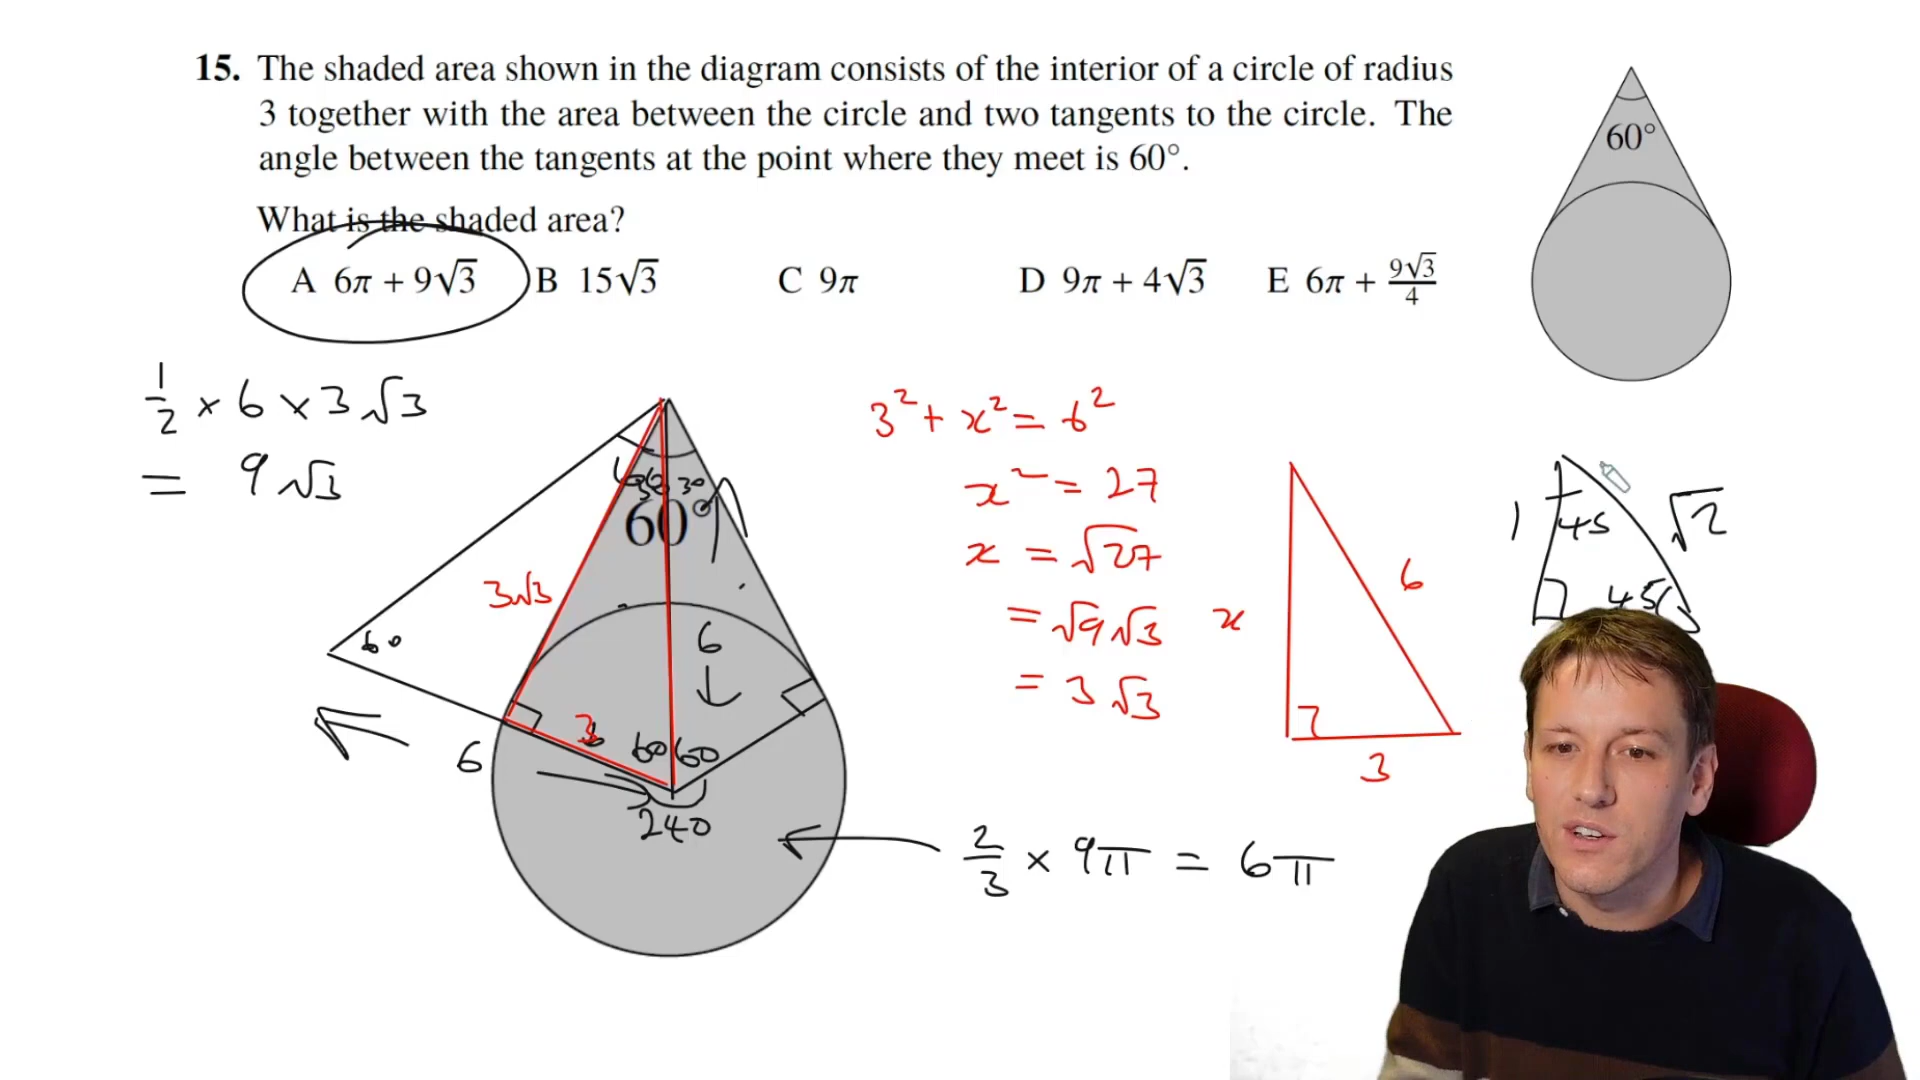 15. The shaded area shown in the diagram consists of the interior of a circle of radius
3 together with the area between the circle and two tangents to the circle. The
angle between the tangents at the point where they meet is 60°.
What is the shaded area?
A 6π + 9√3 B 15√3 C 9π D 9π + 4√3 E 6π + 9√3/4
60°
1/2 × 6 × 3√3
= 9√3
30
60°
60
3√3
6
3
60 60
6
240
3² + x² = 6²
x² = 27
x = √27
= √9√3
= 3√3
x
6
3
2/3 × 9π = 6π
1
45
√2
45